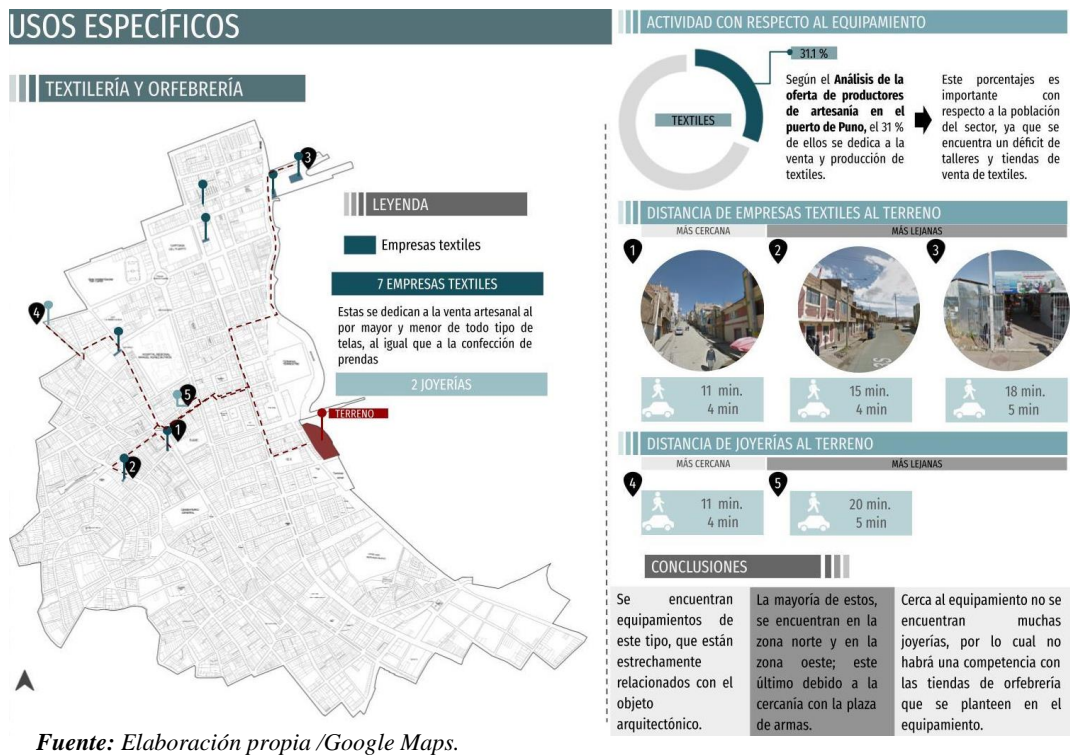 USOS ESPECÍFICOS
TEXTILERÍA Y ORFEBRERÍA
3
4
5
1
2
TERRENO
LEYENDA
Empresas textiles
7 EMPRESAS TEXTILES
Estas se dedican a la venta artesanal al
por mayor y menor de todo tipo de
telas, al igual que a la confección de
prendas
2 JOYERÍAS
ACTIVIDAD CON RESPECTO AL EQUIPAMIENTO
31.1 %
TEXTILES
Según el Análisis de la
oferta de productores
de artesanía en el
puerto de Puno, el 31 %
de ellos se dedica a la
venta y producción de
textiles.
Este porcentajes es
importante con
respecto a la población
del sector, ya que se
encuentra un déficit de
talleres y tiendas de
venta de textiles.
DISTANCIA DE EMPRESAS TEXTILES AL TERRENO
MÁS CERCANA
MÁS LEJANAS
1
2
3
11 min.
4 min
15 min.
4 min
18 min.
5 min
DISTANCIA DE JOYERÍAS AL TERRENO
MÁS CERCANA
MÁS LEJANAS
4
5
11 min.
4 min
20 min.
5 min
CONCLUSIONES
Se encuentran
equipamientos de
este tipo, que están
estrechamente
relacionados con el
objeto
arquitectónico.
La mayoría de estos,
se encuentran en la
zona norte y en la
zona oeste; este
último debido a la
cercanía con la plaza
de armas.
Cerca al equipamiento no se
encuentran muchas
joyerías, por lo cual no
habrá una competencia con
las tiendas de orfebrería
que se planteen en el
equipamiento.
Fuente: Elaboración propia /Google Maps.